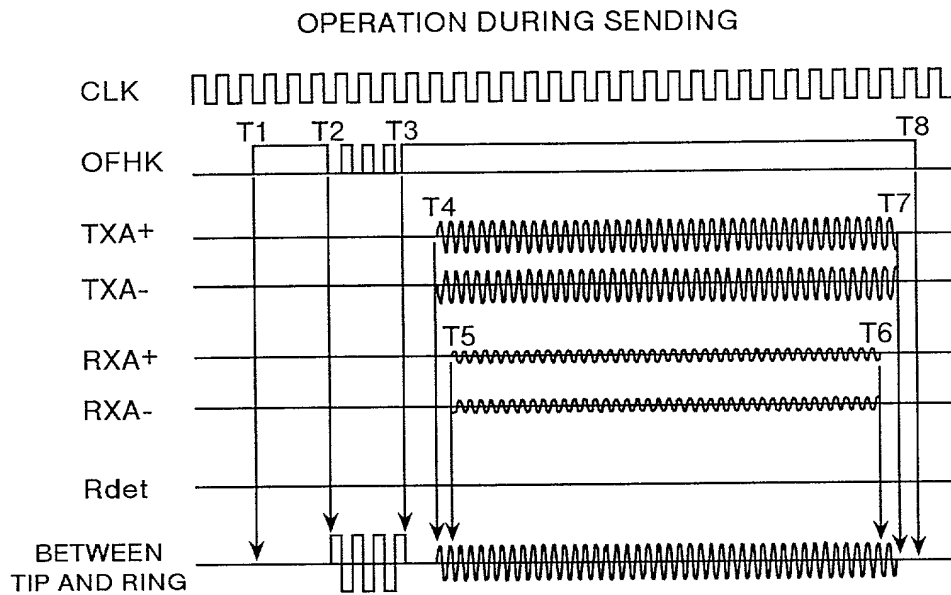 OPERATION DURING SENDING
CLK
T1 T2 T3 T8
OFHK
T4 T7
TXA+
TXA-
T5 T6
RXA+
RXA-
Rdet
BETWEEN
TIP AND RING